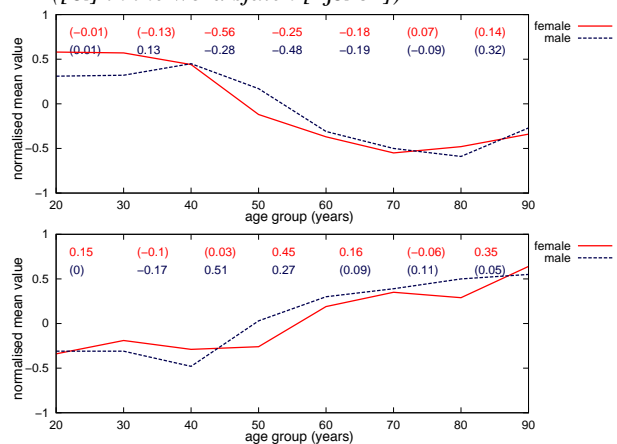 female
male
(−0.01) (−0.13) −0.56 −0.25 −0.18 (0.07) (0.14)
(0.01) 0.13 −0.28 −0.48 −0.19 (−0.09) (0.32)
1
0.5
0
−0.5
−1
normalised mean value
20 30 40 50 60 70 80 90
age group (years)
female
male
0.15 (−0.1) (0.03) 0.45 0.16 (−0.06) 0.35
(0) −0.17 0.51 0.27 (0.09) (0.11) (0.05)
1
0.5
0
−0.5
−1
normalised mean value
20 30 40 50 60 70 80 90
age group (years)